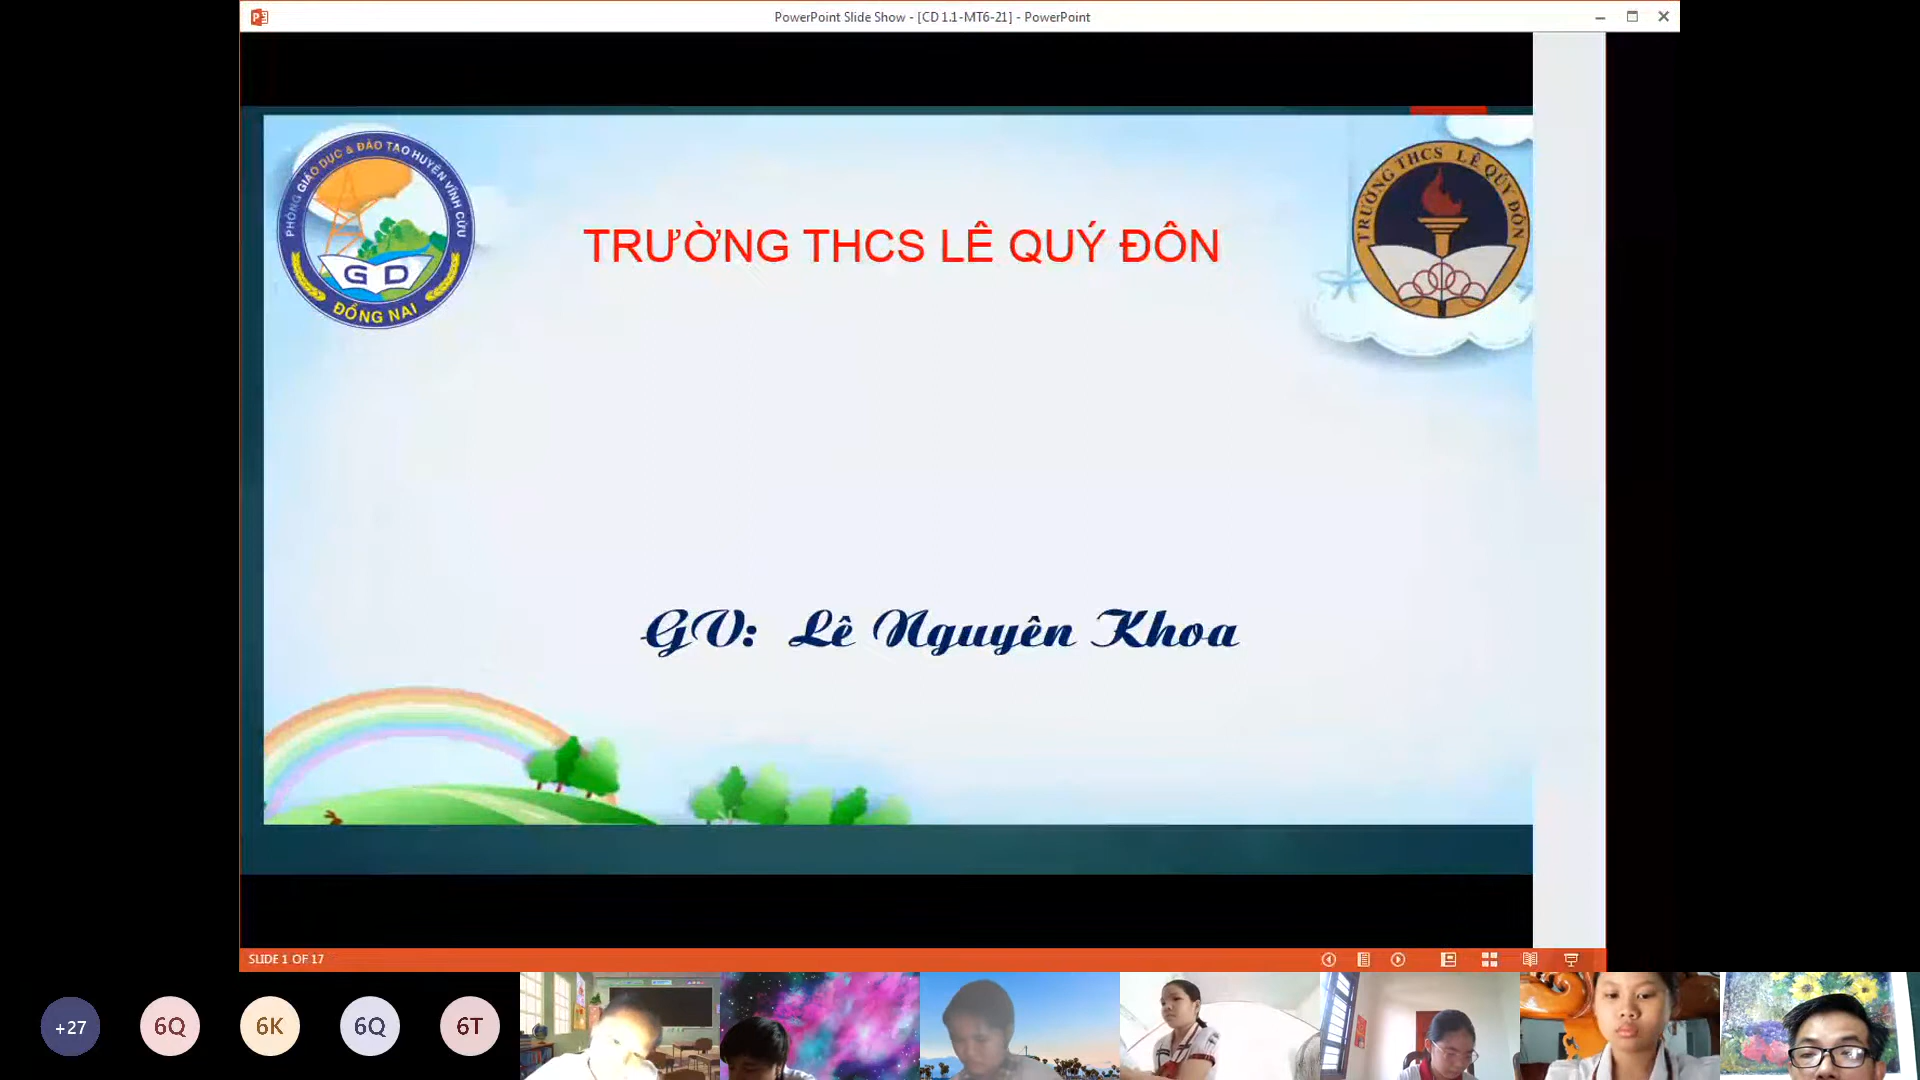 PowerPoint Slide Show - [CD 1.1-MT6-21] - PowerPoint
PHÒNG GIÁO DỤC & ĐÀO TẠO HUYỆN VĨNH CỬU
GD
ĐỒNG NAI
TRƯỜNG THCS LÊ QUÝ ĐÔN
TRƯỜNG THCS LÊ QUÝ ĐÔN
GV: Lê Nguyên Khoa
SLIDE 1 OF 17
+27
6Q
6K
6Q
6T